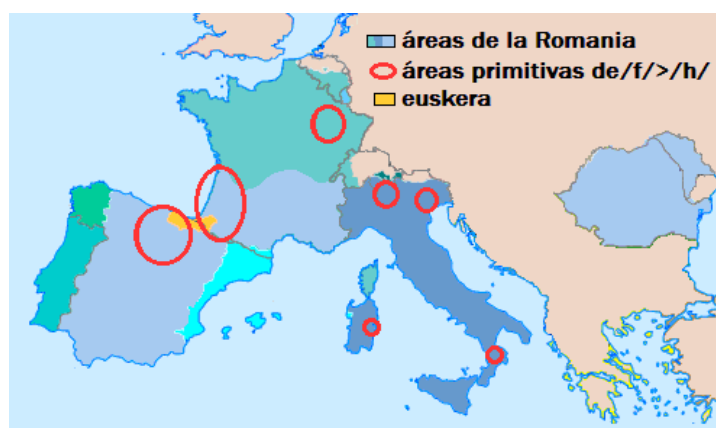 áreas de la Romania
áreas primitivas de/f/>/h/
euskera